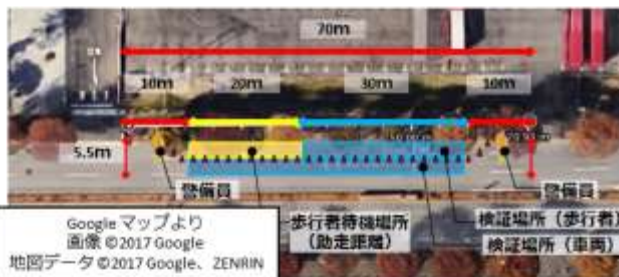 70m
10m
20m
30m
10m
5.5m
警備員
警備員
歩行者待機場所
（助走距離）
検証場所（歩行者）
検証場所（車両）
Google マップより
画像 ©2017 Google
地図データ ©2017 Google、ZENRIN